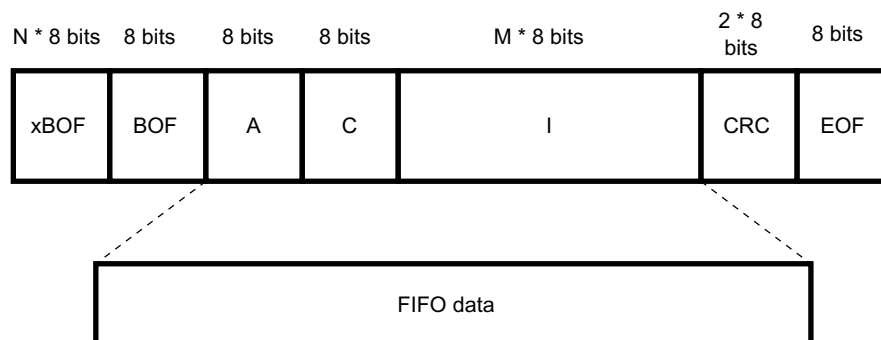 N * 8 bits 8 bits 8 bits 8 bits M * 8 bits 2 * 8 bits 8 bits
xBOF BOF A C I CRC EOF
FIFO data